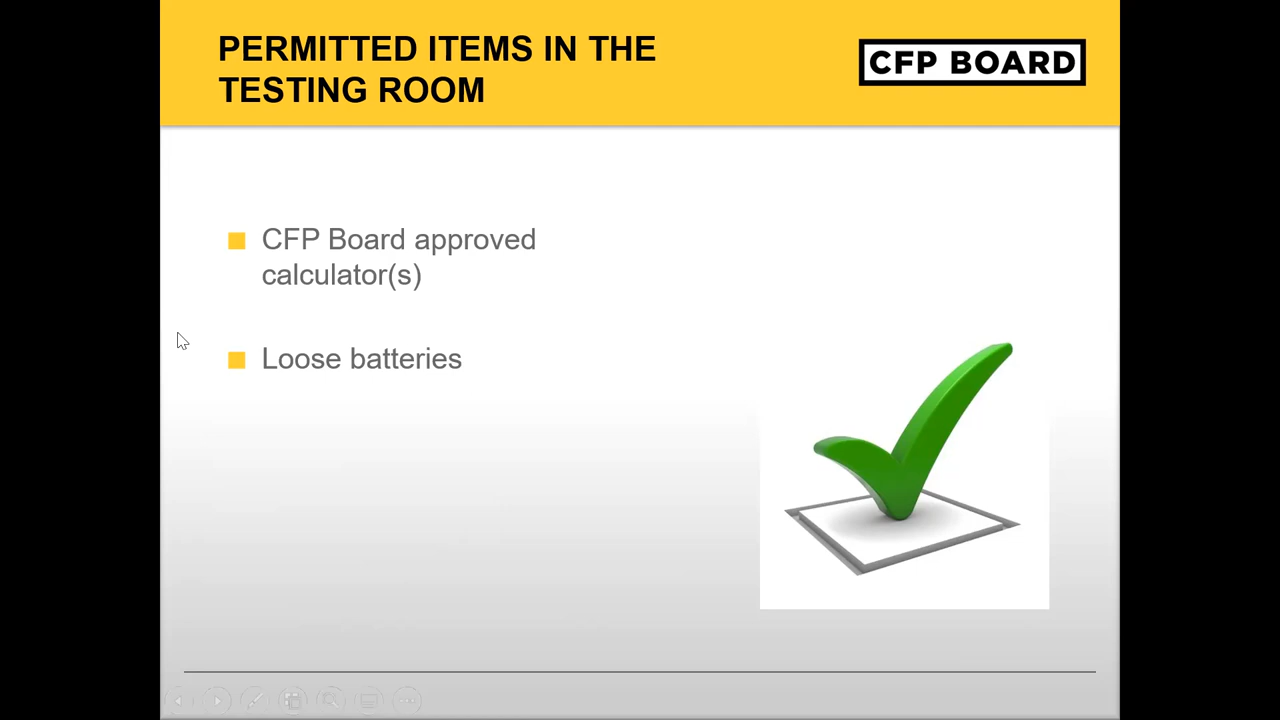 PERMITTED ITEMS IN THE
TESTING ROOM
CFP BOARD
CFP Board approved
calculator(s)
Loose batteries